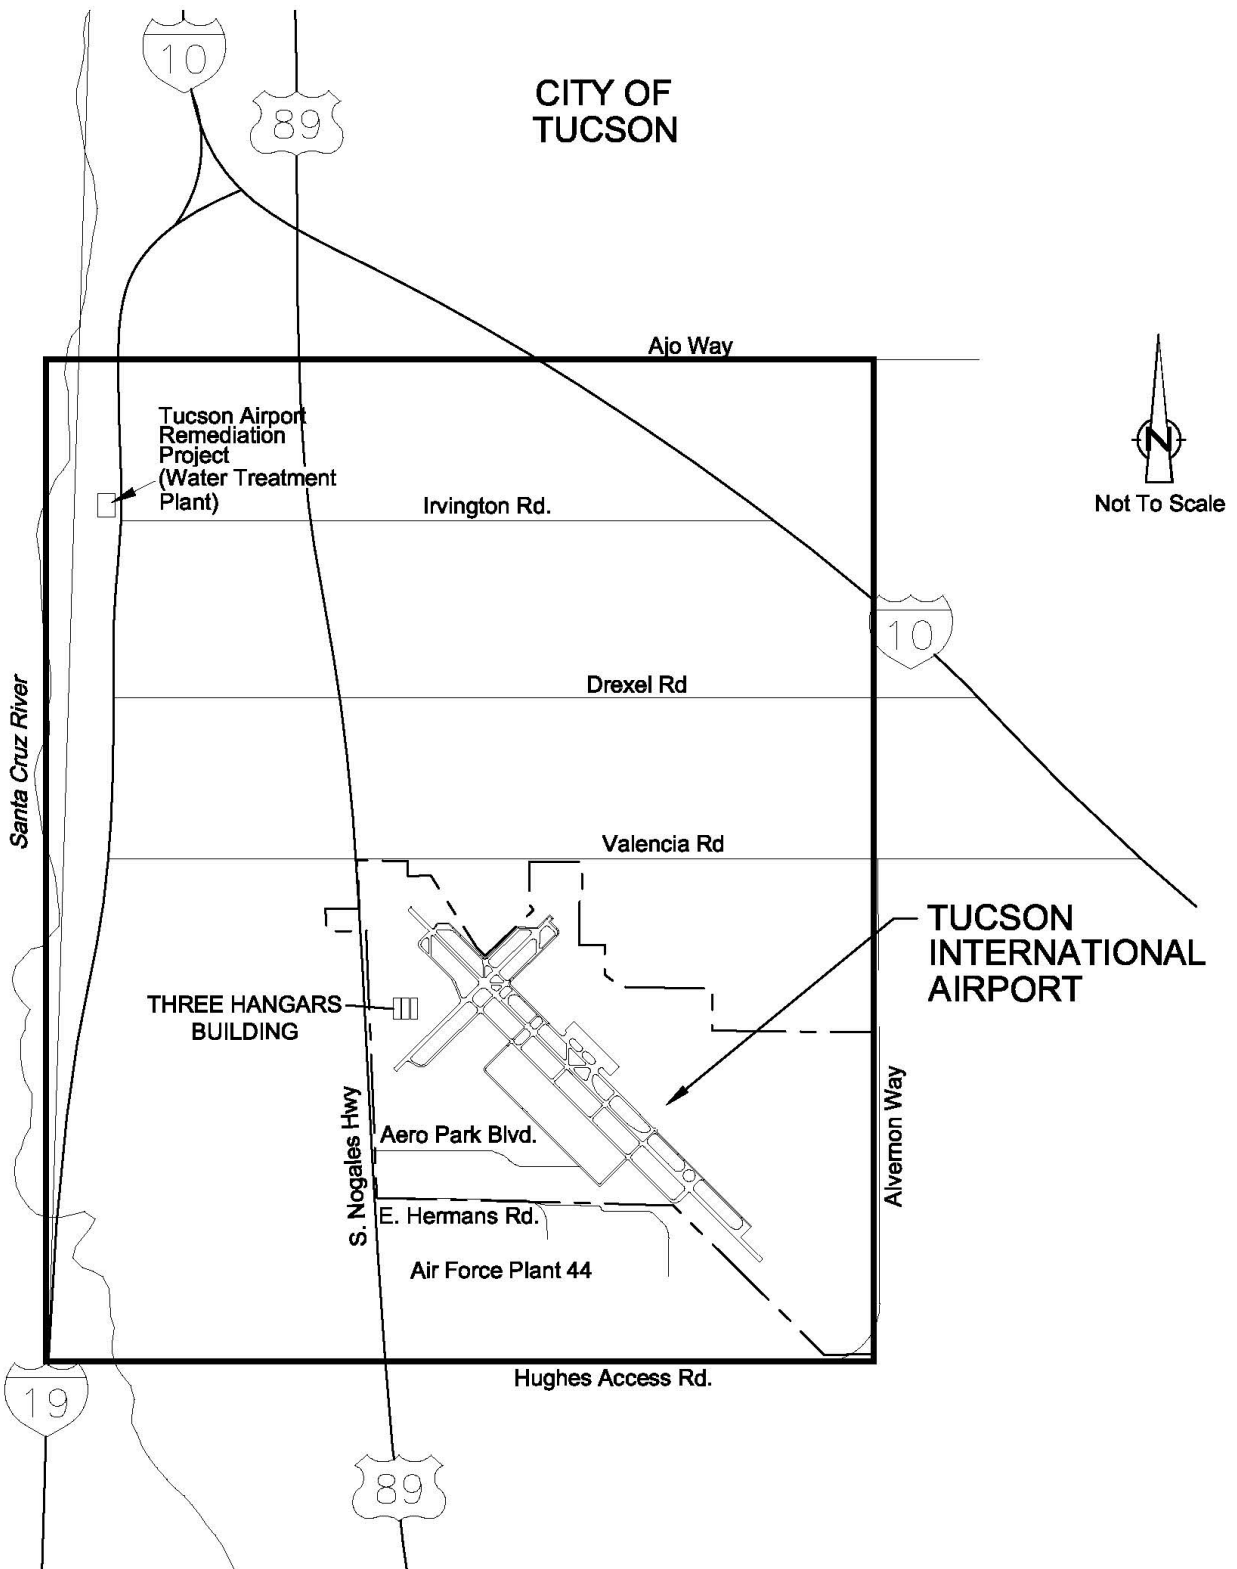 10
89
CITY OF
TUCSON
Ajo Way
Tucson Airport
Remediation
Project
(Water Treatment
Plant)
N
Not To Scale
Irvington Rd.
10
Drexel Rd
Santa Cruz River
Valencia Rd
TUCSON
INTERNATIONAL
AIRPORT
THREE HANGARS
BUILDING
S. Nogales Hwy
Aero Park Blvd.
Alvernon Way
E. Hermans Rd.
Air Force Plant 44
Hughes Access Rd.
19
89